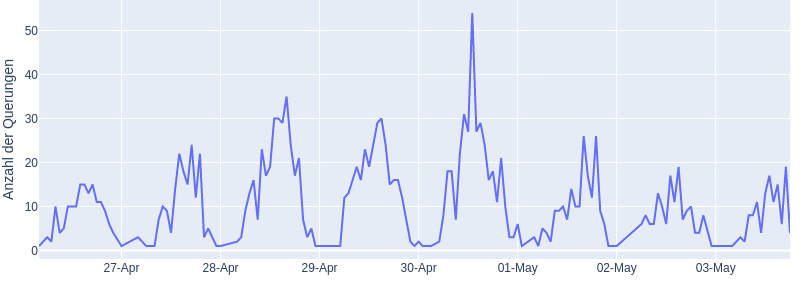 Anzahl der Querungen
50
40
30
20
10
0
27-Apr
28-Apr
29-Apr
30-Apr
01-May
02-May
03-May